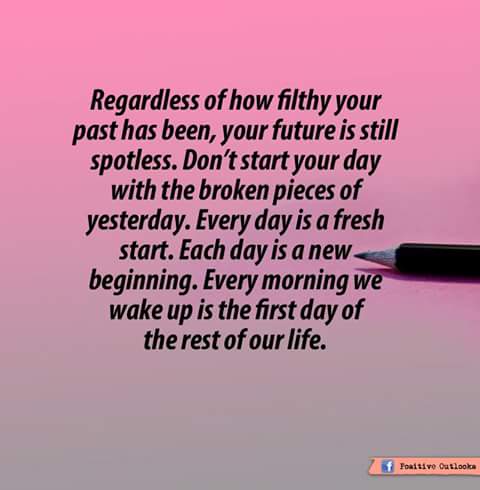 Regardless of how filthy your
past has been, your future is still
spotless. Don't start your day
with the broken pieces of
yesterday. Every day is a fresh
start. Each day is a new
beginning. Every morning we
wake up is the first day of
the rest of our life.
f Positive Outlooks